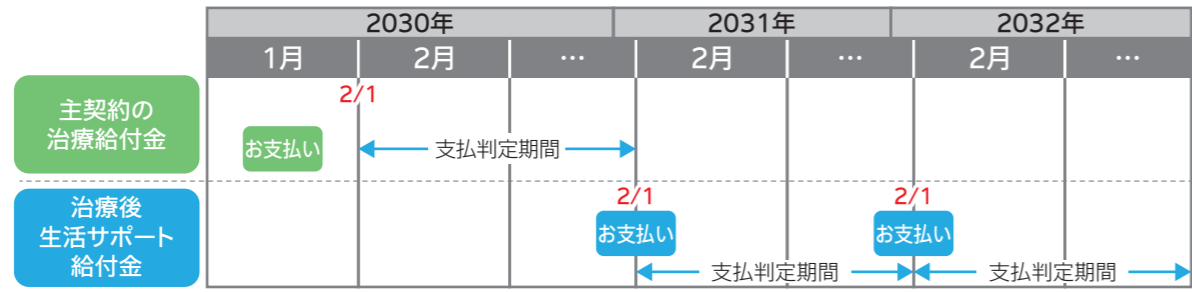 2030年 2031年 2032年
1月 2月 … 2月 … 2月 …
主契約の
治療給付金
2/1
お支払い
支払判定期間
治療後
生活サポート
給付金
2/1
お支払い
支払判定期間
2/1
お支払い
支払判定期間